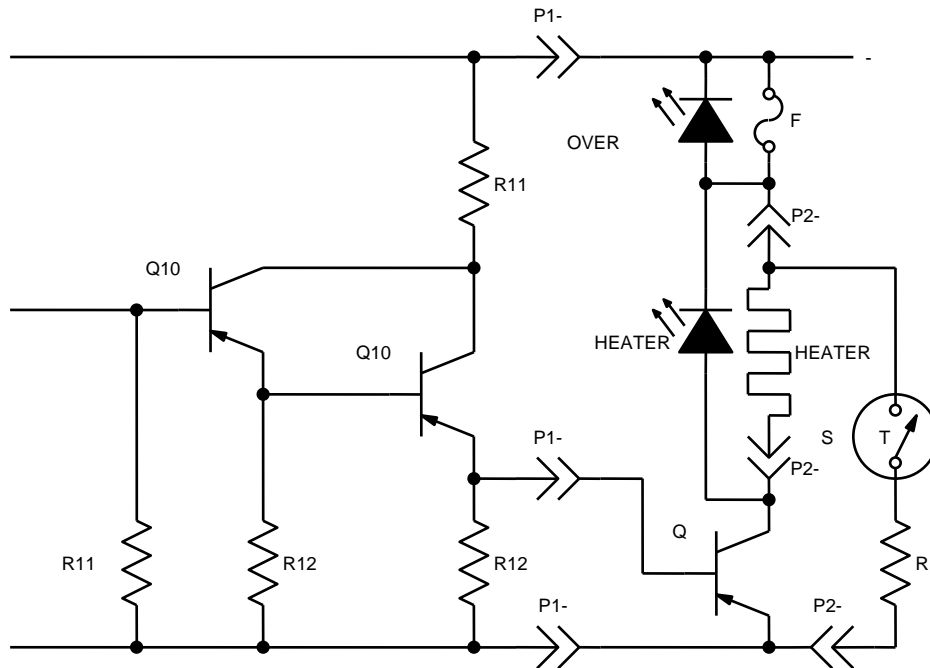 P1-
-
F
OVER
R11
P2-
Q10
Q10
HEATER
HEATER
P1-
S
T
P2-
Q
R11
R12
R12
R
P1-
P2-